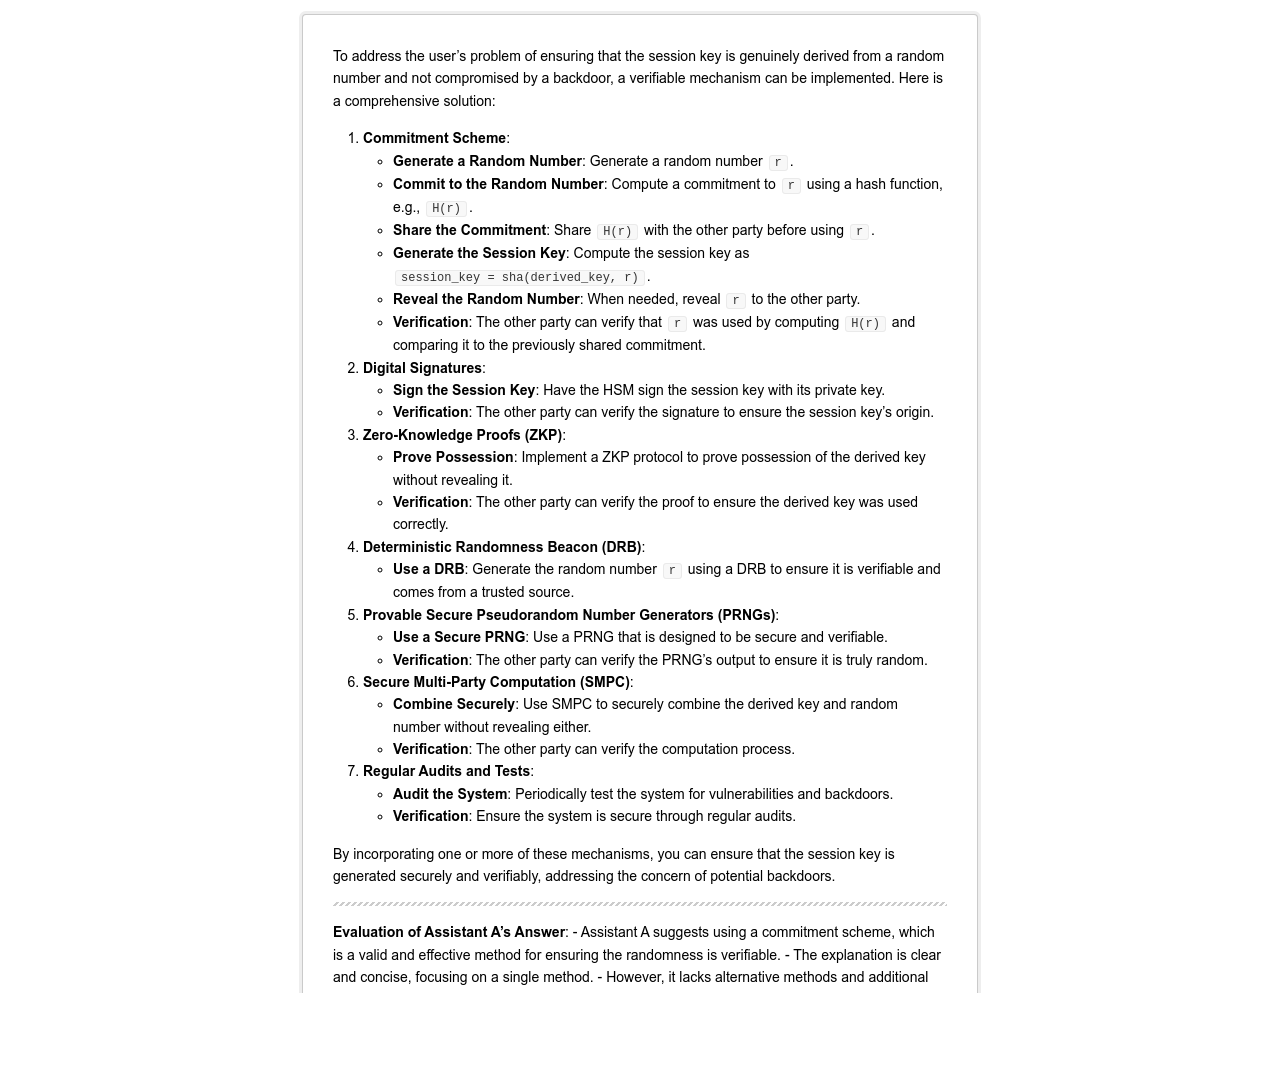 To address the user’s problem of ensuring that the session key is genuinely derived from a random
number and not compromised by a backdoor, a verifiable mechanism can be implemented. Here is
a comprehensive solution:
1. Commitment Scheme:
◦ Generate a Random Number: Generate a random number r.
◦ Commit to the Random Number: Compute a commitment to r using a hash function,
e.g., H(r).
◦ Share the Commitment: Share H(r) with the other party before using r.
◦ Generate the Session Key: Compute the session key as
session_key = sha(derived_key, r).
◦ Reveal the Random Number: When needed, reveal r to the other party.
◦ Verification: The other party can verify that r was used by computing H(r) and
comparing it to the previously shared commitment.
2. Digital Signatures:
◦ Sign the Session Key: Have the HSM sign the session key with its private key.
◦ Verification: The other party can verify the signature to ensure the session key’s origin.
3. Zero-Knowledge Proofs (ZKP):
◦ Prove Possession: Implement a ZKP protocol to prove possession of the derived key
without revealing it.
◦ Verification: The other party can verify the proof to ensure the derived key was used
correctly.
4. Deterministic Randomness Beacon (DRB):
◦ Use a DRB: Generate the random number r using a DRB to ensure it is verifiable and
comes from a trusted source.
5. Provable Secure Pseudorandom Number Generators (PRNGs):
◦ Use a Secure PRNG: Use a PRNG that is designed to be secure and verifiable.
◦ Verification: The other party can verify the PRNG’s output to ensure it is truly random.
6. Secure Multi-Party Computation (SMPC):
◦ Combine Securely: Use SMPC to securely combine the derived key and random
number without revealing either.
◦ Verification: The other party can verify the computation process.
7. Regular Audits and Tests:
◦ Audit the System: Periodically test the system for vulnerabilities and backdoors.
◦ Verification: Ensure the system is secure through regular audits.
By incorporating one or more of these mechanisms, you can ensure that the session key is
generated securely and verifiably, addressing the concern of potential backdoors.
Evaluation of Assistant A’s Answer: - Assistant A suggests using a commitment scheme, which
is a valid and effective method for ensuring the randomness is verifiable. - The explanation is clear
and concise, focusing on a single method. - However, it lacks alternative methods and additional